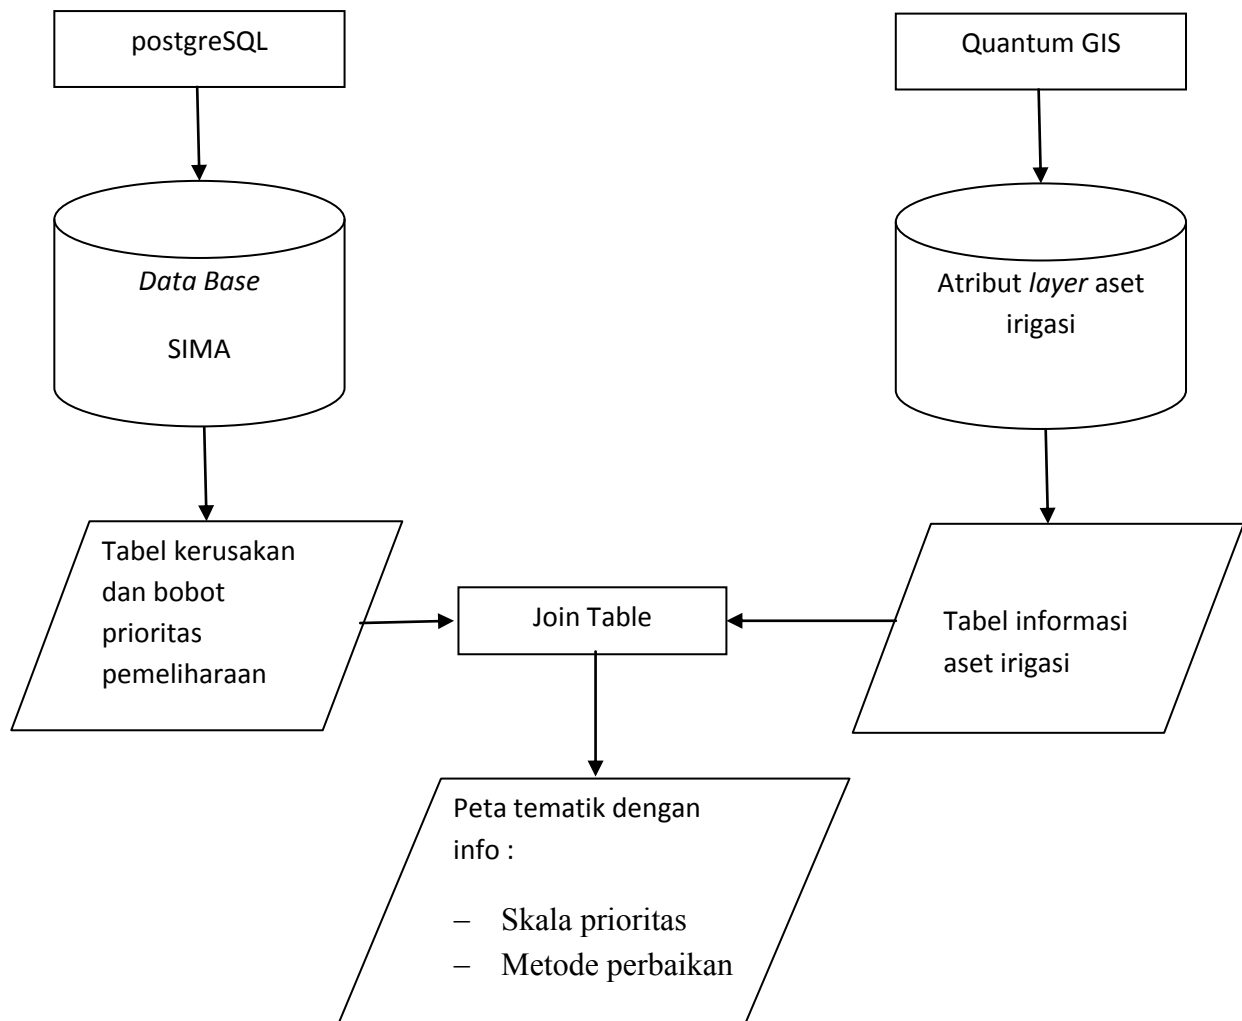 postgreSQL
Quantum GIS
Data Base
SIMA
Atribut layer aset
irigasi
Tabel kerusakan
dan bobot
prioritas
pemeliharaan
Join Table
Tabel informasi
aset irigasi
Peta tematik dengan
info :
– Skala prioritas
– Metode perbaikan